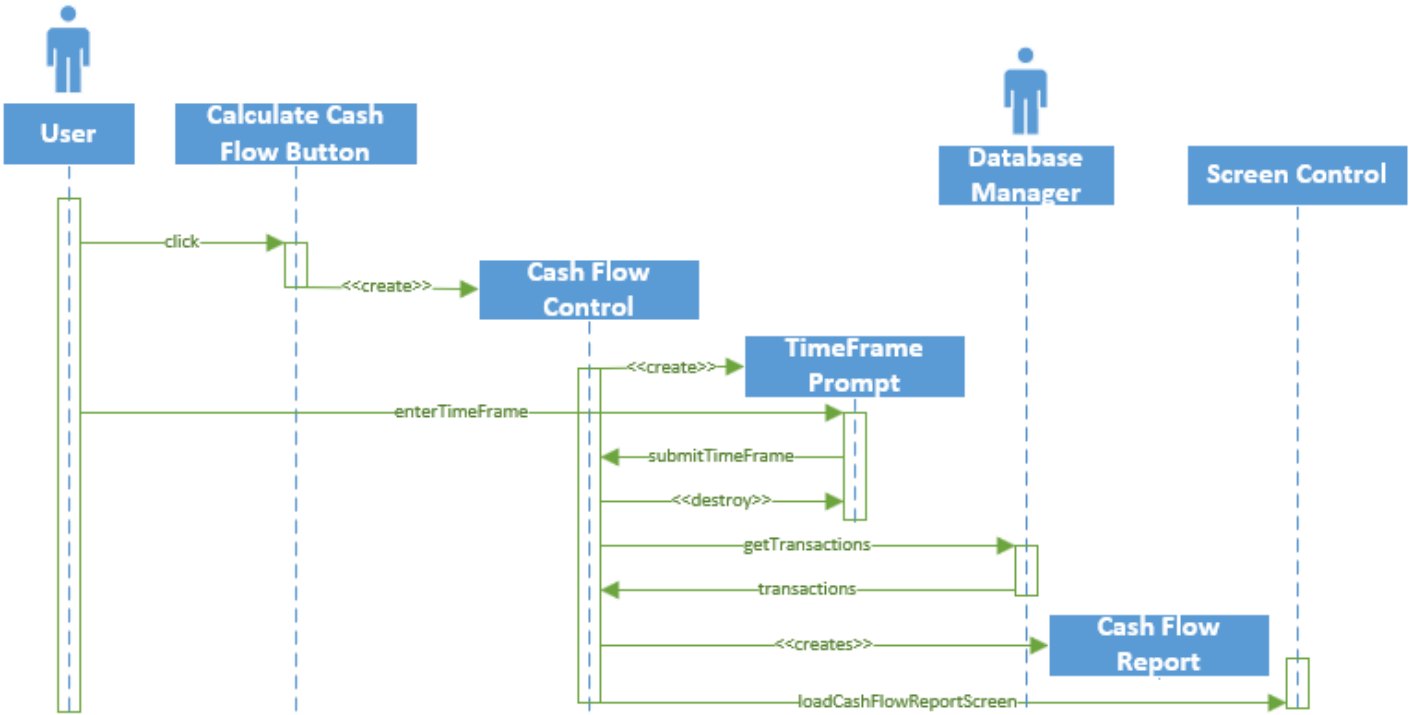 User
Calculate Cash
Flow Button
Database
Manager
Screen Control
click
<<create>>
Cash Flow
Control
TimeFrame
Prompt
<<create>>
enterTimeFrame
submitTimeFrame
<<destroy>>
getTransactions
transactions
Cash Flow
Report
<<creates>>
loadCashFlowReportScreen